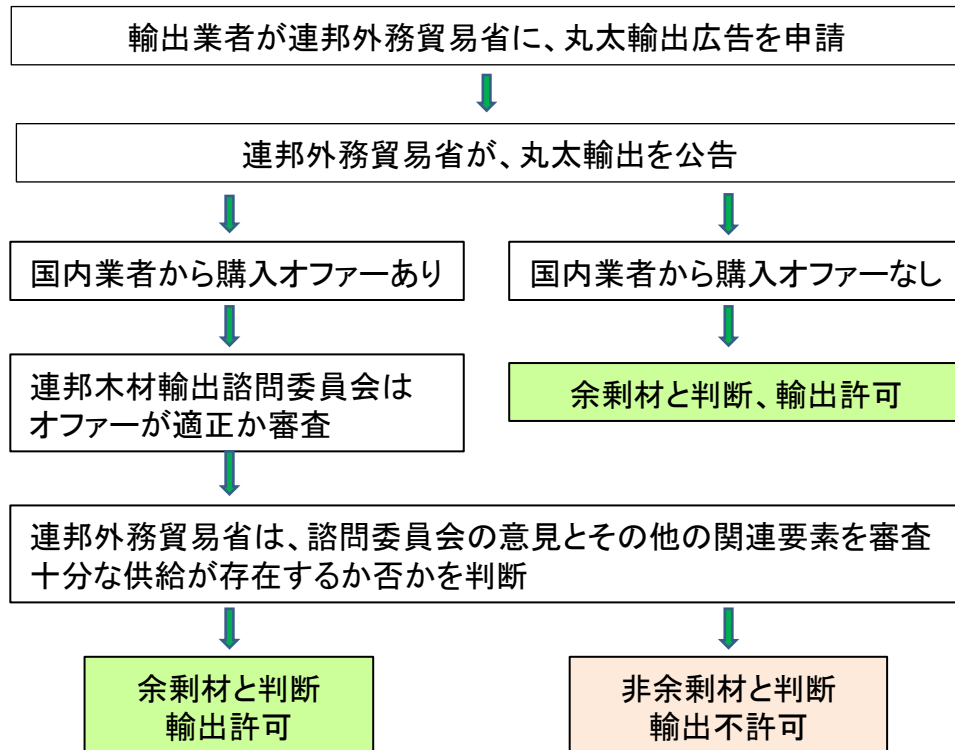 輸出業者が連邦外務貿易省に、丸太輸出広告を申請
連邦外務貿易省が、丸太輸出を公告
国内業者から購入オファーあり
国内業者から購入オファーなし
連邦木材輸出諮問委員会は
オファーが適正か審査
余剰材と判断、輸出許可
連邦外務貿易省は、諮問委員会の意見とその他の関連要素を審査
十分な供給が存在するか否かを判断
余剰材と判断
輸出許可
非余剰材と判断
輸出不許可